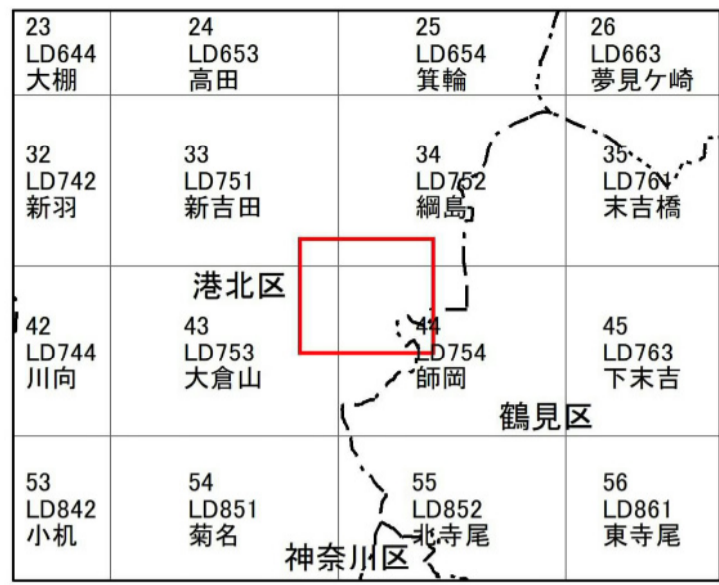 23
LD644
大棚
24
LD653
高田
25
LD654
箕輪
26
LD663
夢見ケ崎
32
LD742
新羽
33
LD751
新吉田
34
LD752
綱島
35
LD761
末吉橋
港北区
42
LD744
川向
43
LD753
大倉山
44
LD754
師岡
45
LD763
下末吉
鶴見区
53
LD842
小机
54
LD851
菊名
55
LD852
北寺尾
56
LD861
東寺尾
神奈川区